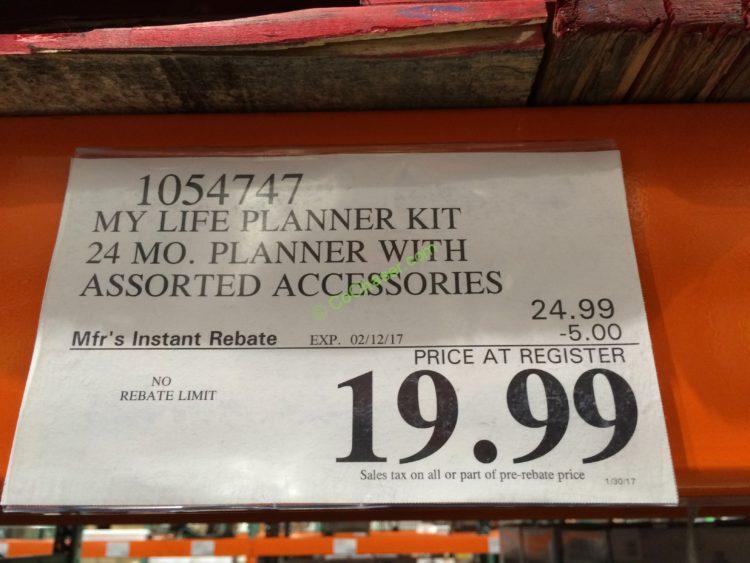 1054747
MY LIFE PLANNER KIT
24 MO. PLANNER WITH
ASSORTED ACCESSORIES
© CoChaser.com
24.99
Mfr's Instant Rebate EXP. 02/12/17 -5.00
PRICE AT REGISTER
NO
REBATE LIMIT
19.99
Sales tax on all or part of pre-rebate price 1/30/17